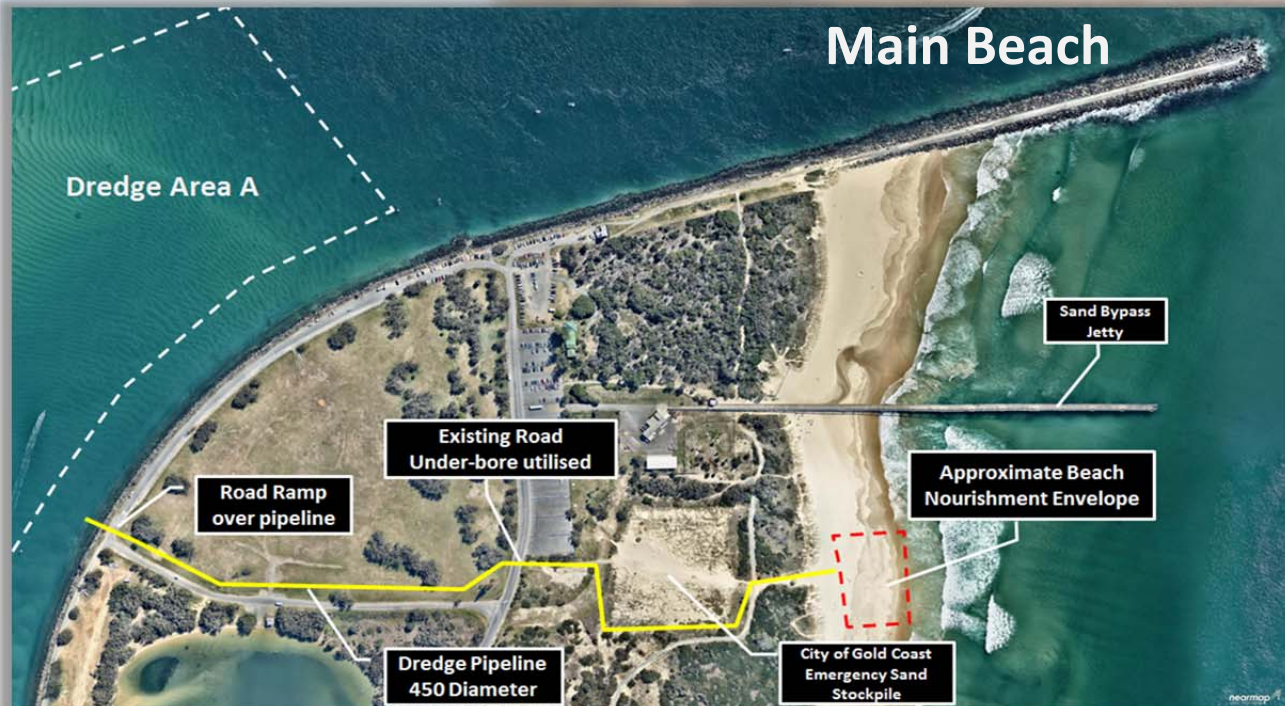 Main Beach
Dredge Area A
Sand Bypass
Jetty
Existing Road
Under-bore utilised
Approximate Beach
Nourishment Envelope
Road Ramp
over pipeline
Dredge Pipeline
450 Diameter
City of Gold Coast
Emergency Sand
Stockpile
nearmap